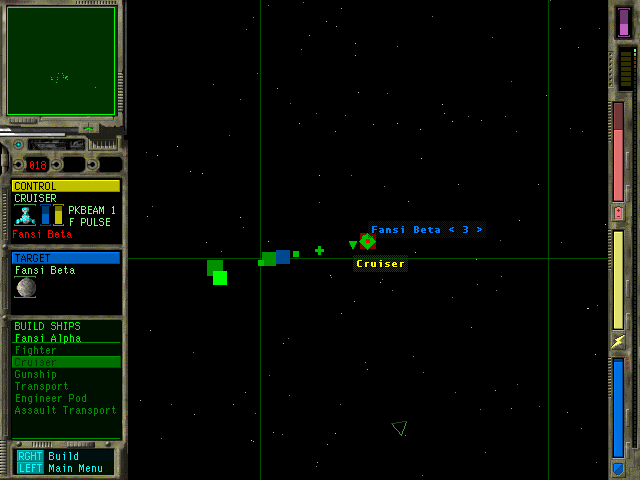 018
CONTROL
CRUISER
PKBEAM 1
F PULSE
Fansi Beta
TARGET
Fansi Beta
BUILD SHIPS
Fansi Alpha
Fighter
Cruiser
Gunship
Transport
Engineer Pod
Assault Transport
RGHT Build
LEFT Main Menu
Fansi Beta < 3 >
Cruiser